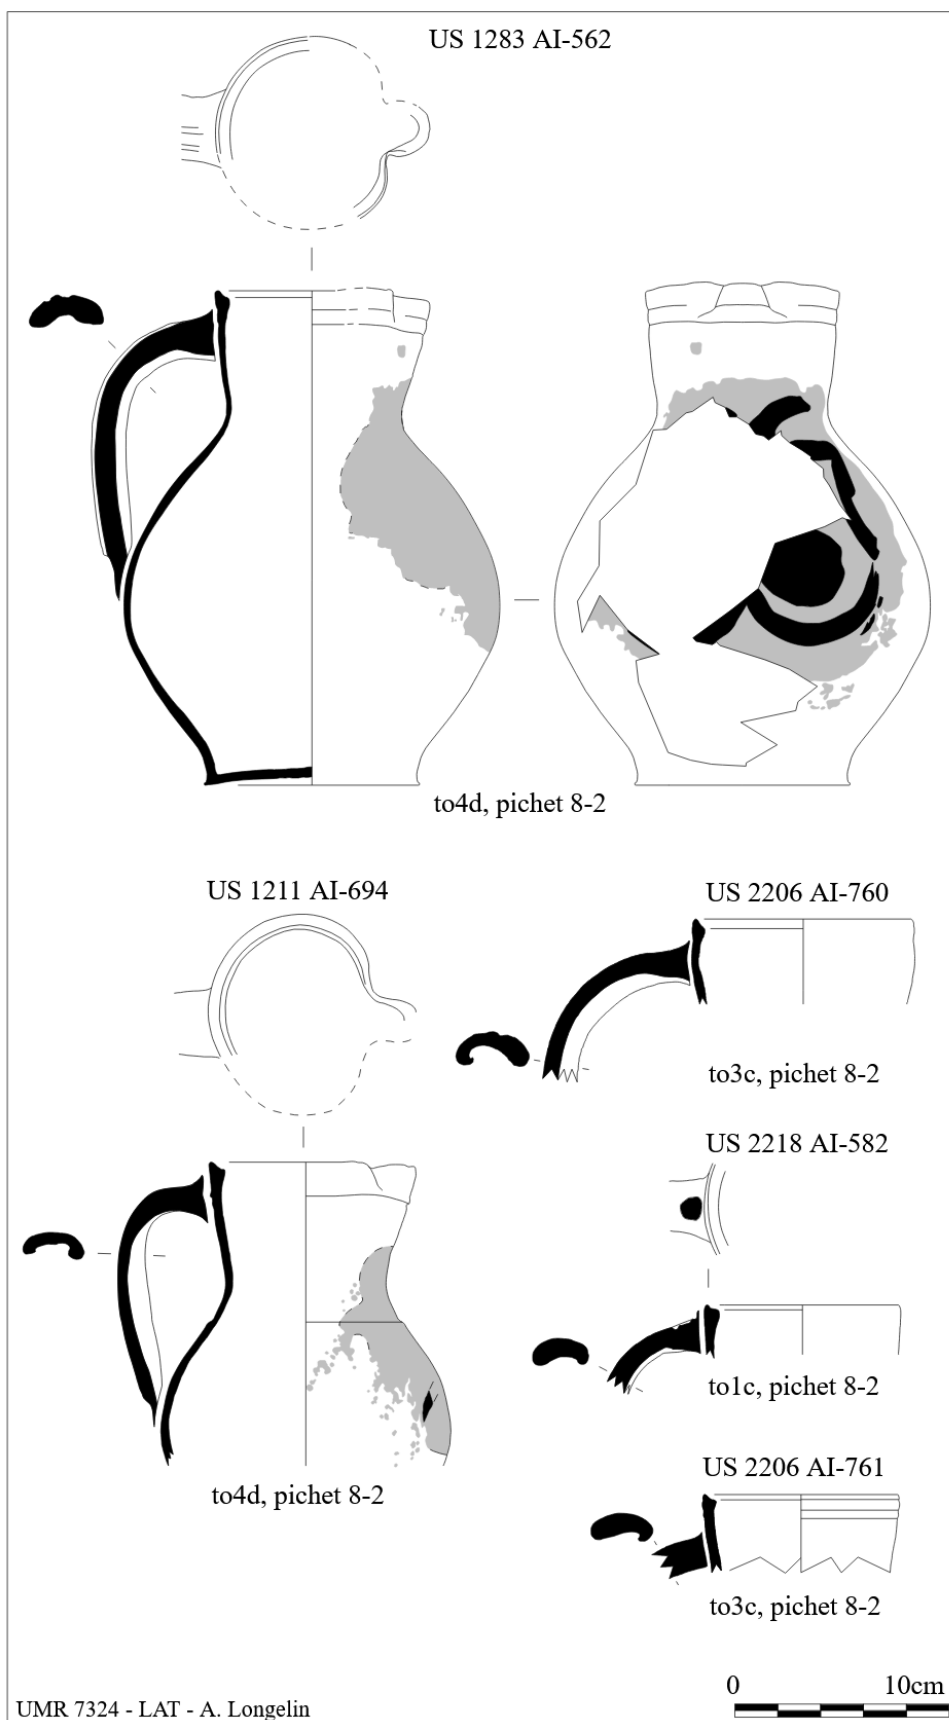 US 1283 AI-562
to4d, pichet 8-2
US 1211 AI-694
to4d, pichet 8-2
US 2206 AI-760
to3c, pichet 8-2
US 2218 AI-582
to1c, pichet 8-2
US 2206 AI-761
to3c, pichet 8-2
0 10cm
UMR 7324 - LAT - A. Longelin